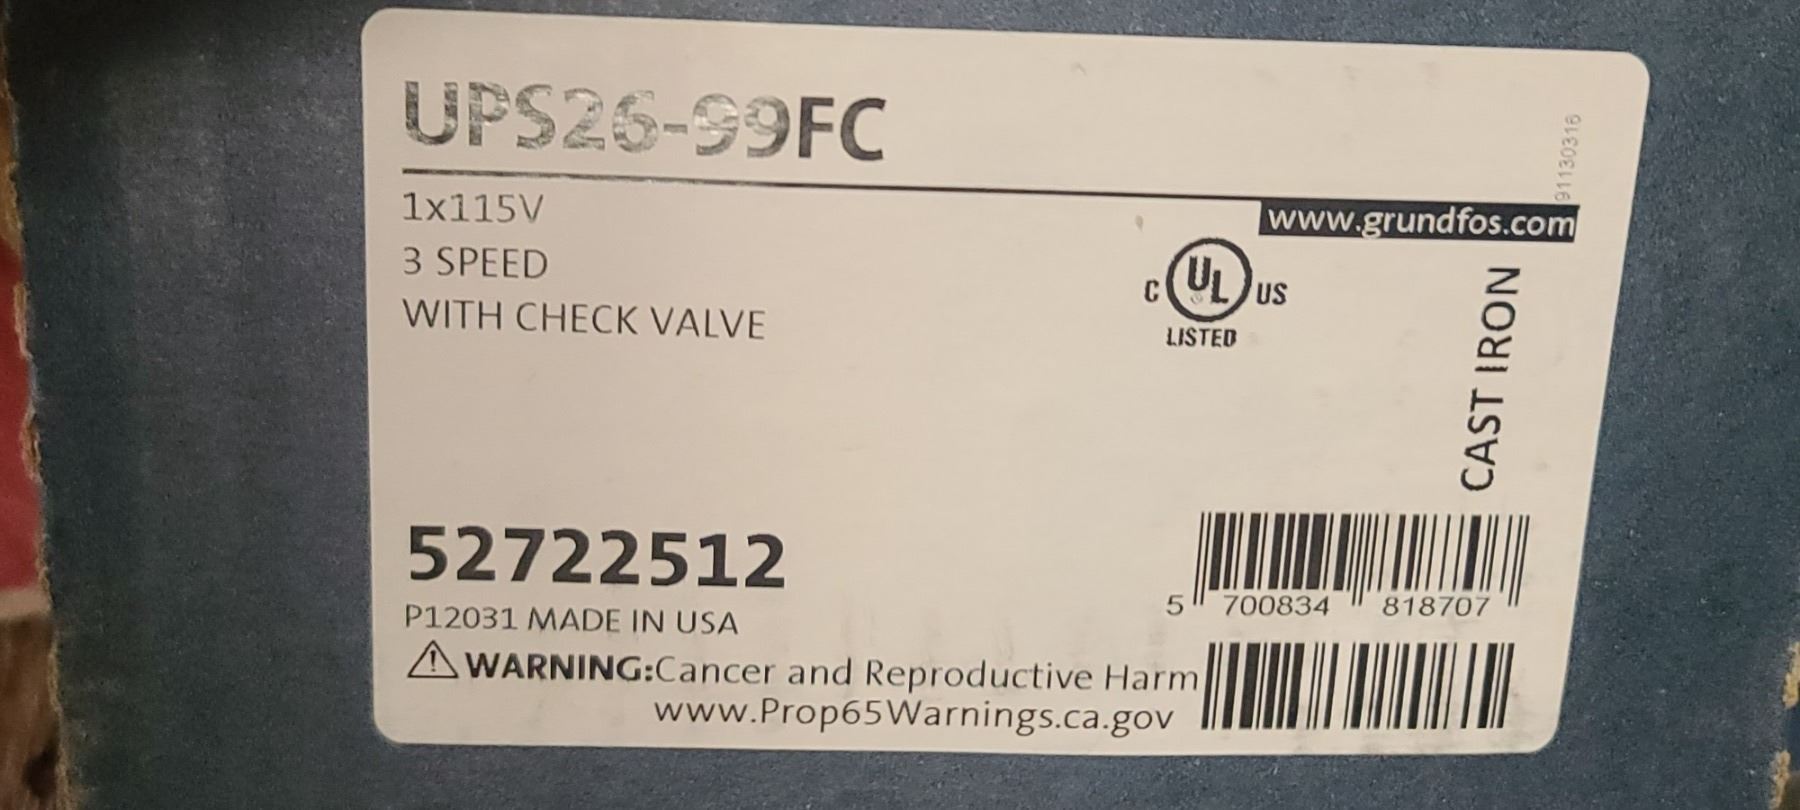 UPS26-99FC
91130316
www.grundfos.com
1x115V
3 SPEED
WITH CHECK VALVE
C UL US
LISTED
CAST IRON
52722512
P12031 MADE IN USA
5 700834 818707
WARNING:Cancer and Reproductive Harm
www.Prop65Warnings.ca.gov